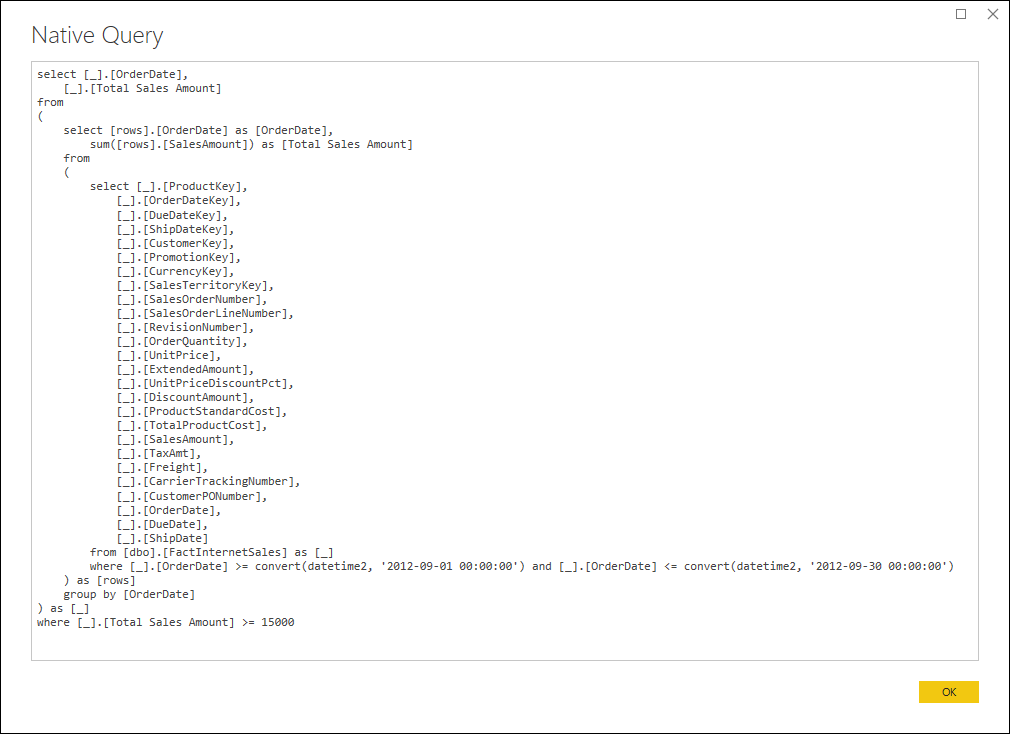 Native Query
select [_].[OrderDate],
    [_].[Total Sales Amount]
from
(
    select [rows].[OrderDate] as [OrderDate],
        sum([rows].[SalesAmount]) as [Total Sales Amount]
    from
    (
        select [_].[ProductKey],
            [_].[OrderDateKey],
            [_].[DueDateKey],
            [_].[ShipDateKey],
            [_].[CustomerKey],
            [_].[PromotionKey],
            [_].[CurrencyKey],
            [_].[SalesTerritoryKey],
            [_].[SalesOrderNumber],
            [_].[SalesOrderLineNumber],
            [_].[RevisionNumber],
            [_].[OrderQuantity],
            [_].[UnitPrice],
            [_].[ExtendedAmount],
            [_].[UnitPriceDiscountPct],
            [_].[DiscountAmount],
            [_].[ProductStandardCost],
            [_].[TotalProductCost],
            [_].[SalesAmount],
            [_].[TaxAmt],
            [_].[Freight],
            [_].[CarrierTrackingNumber],
            [_].[CustomerPONumber],
            [_].[OrderDate],
            [_].[DueDate],
            [_].[ShipDate]
        from [dbo].[FactInternetSales] as [_]
        where [_].[OrderDate] >= convert(datetime2, '2012-09-01 00:00:00') and [_].[OrderDate] <= convert(datetime2, '2012-09-30 00:00:00')
    ) as [rows]
    group by [OrderDate]
) as [_]
where [_].[Total Sales Amount] >= 15000
OK